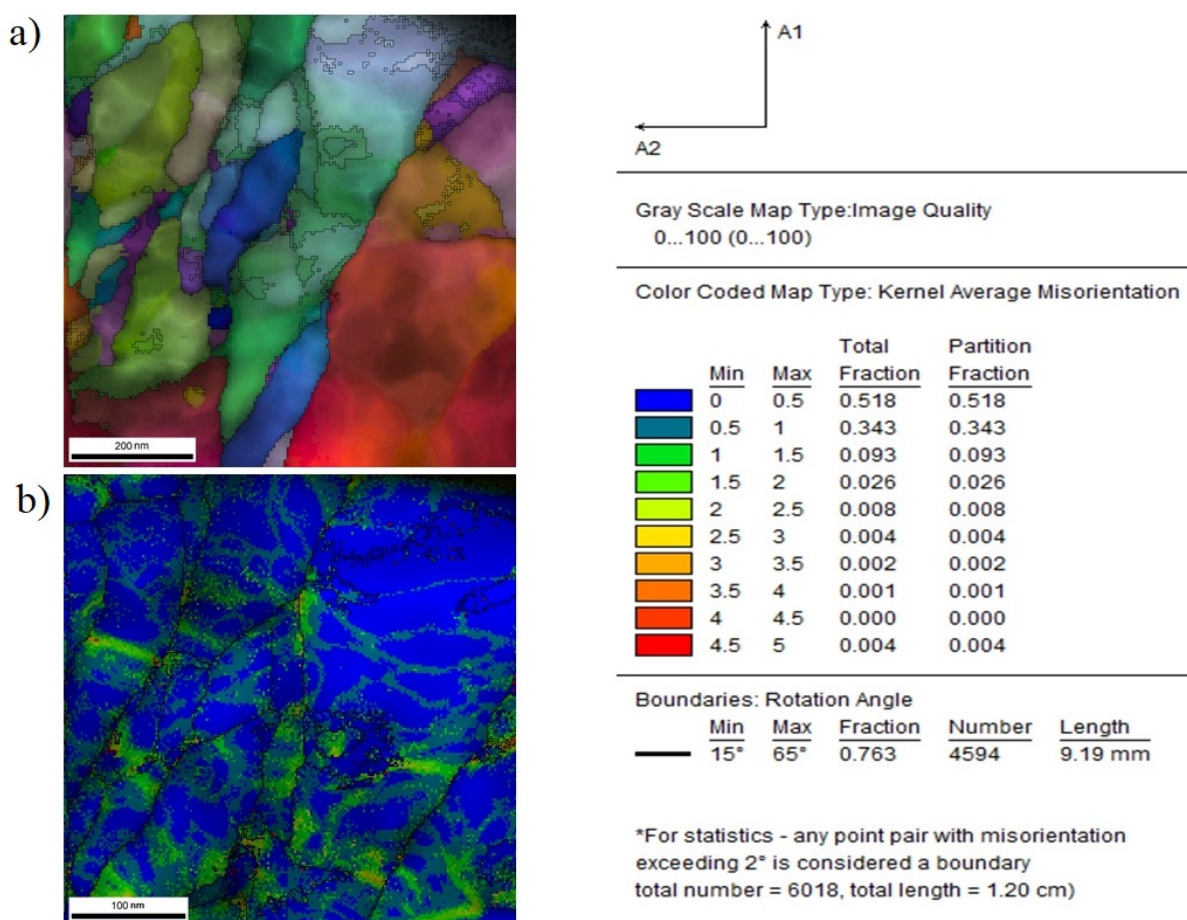 a)
200 nm
b)
100 nm
A1
A2
Gray Scale Map Type:Image Quality
0...100 (0...100)
Color Coded Map Type: Kernel Average Misorientation
Total Partition
Min Max Fraction Fraction
0 0.5 0.518 0.518
0.5 1 0.343 0.343
1 1.5 0.093 0.093
1.5 2 0.026 0.026
2 2.5 0.008 0.008
2.5 3 0.004 0.004
3 3.5 0.002 0.002
3.5 4 0.001 0.001
4 4.5 0.000 0.000
4.5 5 0.004 0.004
Boundaries: Rotation Angle
Min Max Fraction Number Length
15° 65° 0.763 4594 9.19 mm
*For statistics - any point pair with misorientation
exceeding 2° is considered a boundary
total number = 6018, total length = 1.20 cm)